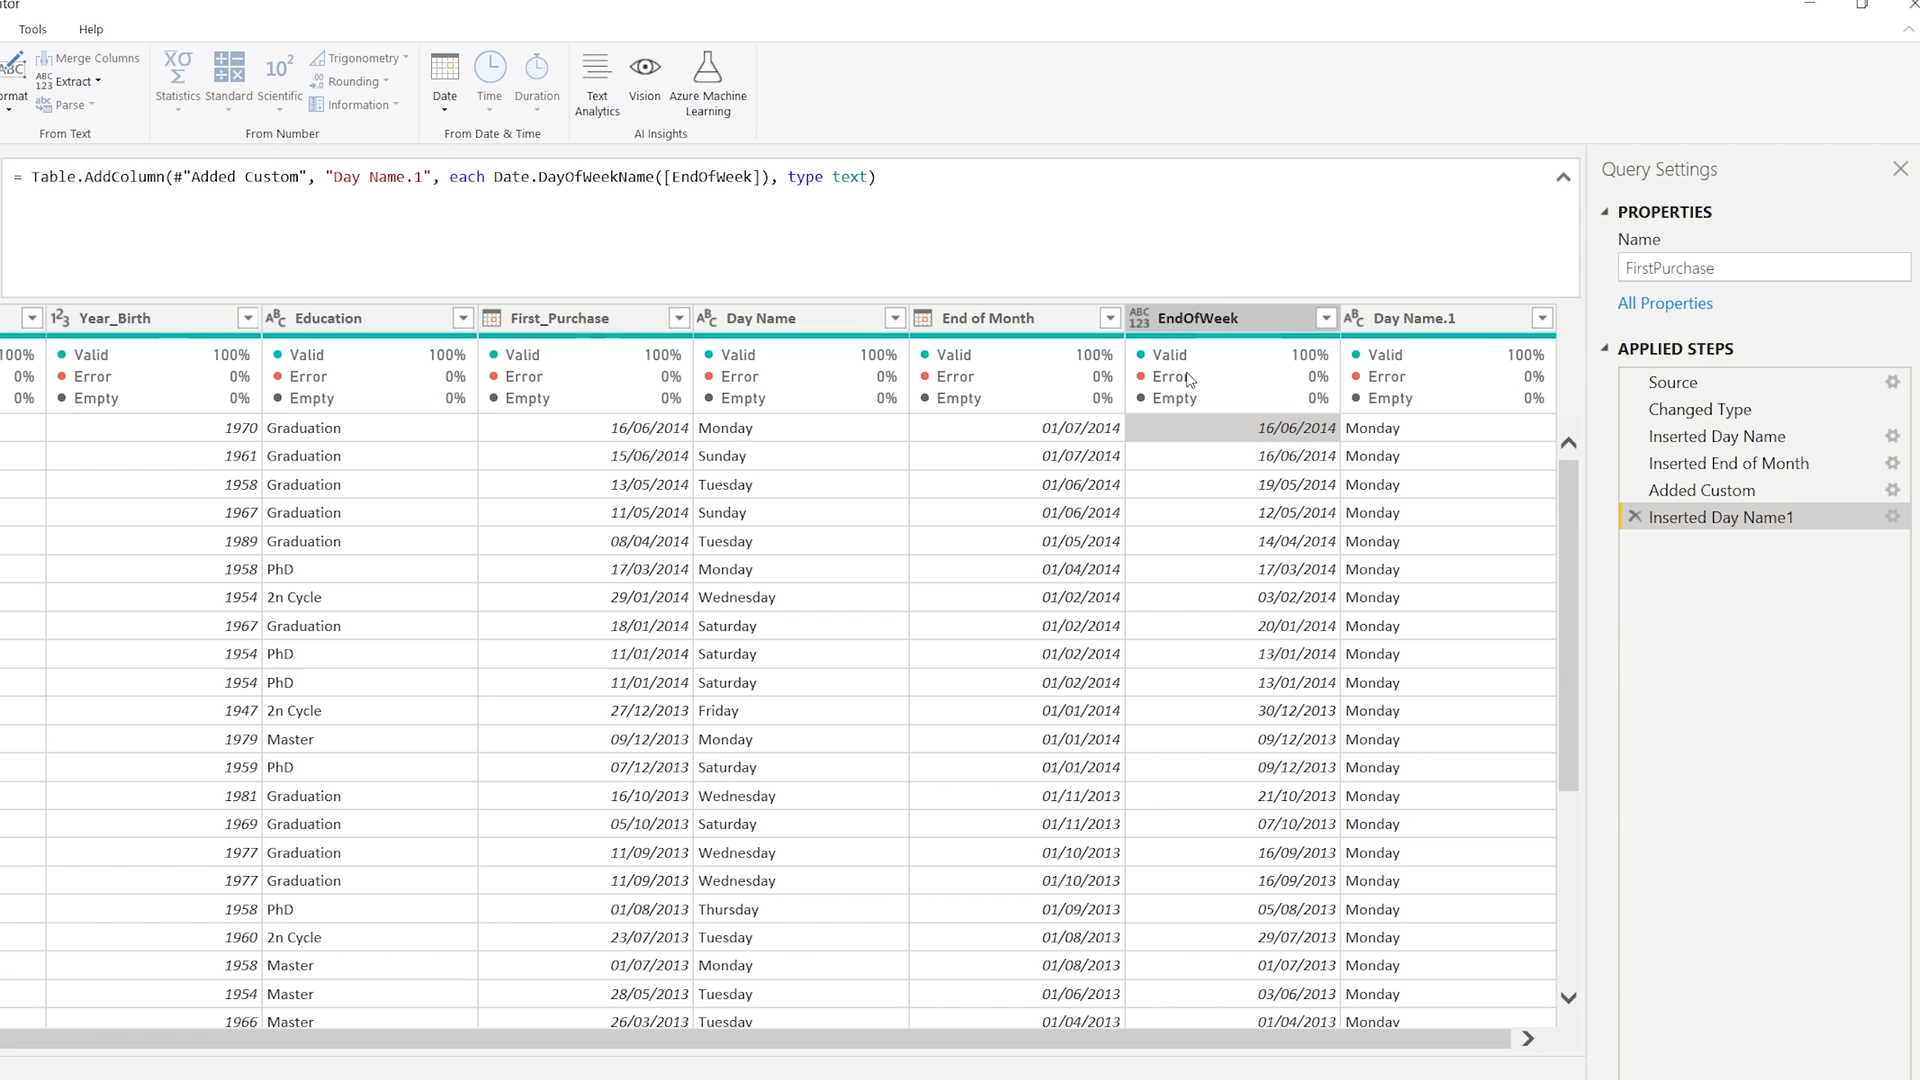 itor
Tools Help
ormat
Merge Columns
ABC 123 Extract
abc Parse
From Text
Χσ Σ Statistics
Standard
10² Scientific
Trigonometry
.00 Rounding
Information
From Number
Date
Time
Duration
From Date & Time
Text Analytics
Vision
Azure Machine Learning
AI Insights
= Table.AddColumn(#"Added Custom", "Day Name.1", each Date.DayOfWeekName([EndOfWeek]), type text)
1²3 Year_Birth AᴮC Education First_Purchase AᴮC Day Name End of Month ABC 123 EndOfWeek AᴮC Day Name.1
100% Valid 100% Valid 100% Valid 100% Valid 100% Valid 100% Valid 100% Valid 100%
0% Error 0% Error 0% Error 0% Error 0% Error 0% Error 0% Error 0%
0% Empty 0% Empty 0% Empty 0% Empty 0% Empty 0% Empty 0% Empty 0%
1970 Graduation 16/06/2014 Monday 01/07/2014 16/06/2014 Monday
1961 Graduation 15/06/2014 Sunday 01/07/2014 16/06/2014 Monday
1958 Graduation 13/05/2014 Tuesday 01/06/2014 19/05/2014 Monday
1967 Graduation 11/05/2014 Sunday 01/06/2014 12/05/2014 Monday
1989 Graduation 08/04/2014 Tuesday 01/05/2014 14/04/2014 Monday
1958 PhD 17/03/2014 Monday 01/04/2014 17/03/2014 Monday
1954 2n Cycle 29/01/2014 Wednesday 01/02/2014 03/02/2014 Monday
1967 Graduation 18/01/2014 Saturday 01/02/2014 20/01/2014 Monday
1954 PhD 11/01/2014 Saturday 01/02/2014 13/01/2014 Monday
1954 PhD 11/01/2014 Saturday 01/02/2014 13/01/2014 Monday
1947 2n Cycle 27/12/2013 Friday 01/01/2014 30/12/2013 Monday
1979 Master 09/12/2013 Monday 01/01/2014 09/12/2013 Monday
1959 PhD 07/12/2013 Saturday 01/01/2014 09/12/2013 Monday
1981 Graduation 16/10/2013 Wednesday 01/11/2013 21/10/2013 Monday
1969 Graduation 05/10/2013 Saturday 01/11/2013 07/10/2013 Monday
1977 Graduation 11/09/2013 Wednesday 01/10/2013 16/09/2013 Monday
1977 Graduation 11/09/2013 Wednesday 01/10/2013 16/09/2013 Monday
1958 PhD 01/08/2013 Thursday 01/09/2013 05/08/2013 Monday
1960 2n Cycle 23/07/2013 Tuesday 01/08/2013 29/07/2013 Monday
1958 Master 01/07/2013 Monday 01/08/2013 01/07/2013 Monday
1954 Master 28/05/2013 Tuesday 01/06/2013 03/06/2013 Monday
1966 Master 26/03/2013 Tuesday 01/04/2013 01/04/2013 Monday
Query Settings
PROPERTIES
Name
FirstPurchase
All Properties
APPLIED STEPS
Source
Changed Type
Inserted Day Name
Inserted End of Month
Added Custom
Inserted Day Name1